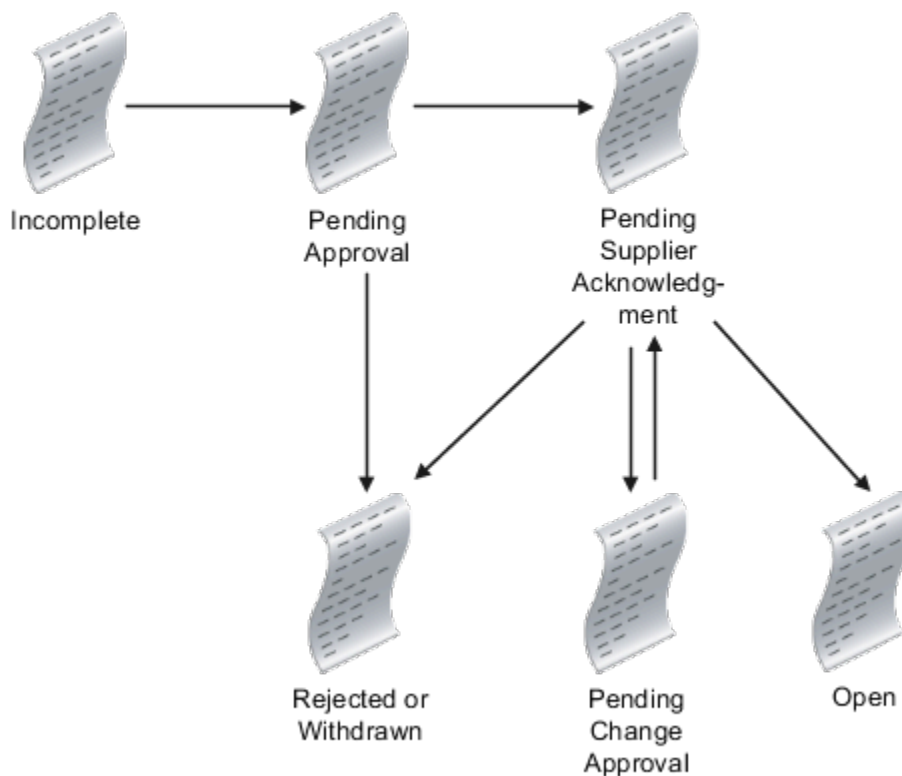 Incomplete
Pending
Approval
Pending
Supplier
Acknowledg-
ment
Rejected or
Withdrawn
Pending
Change
Approval
Open